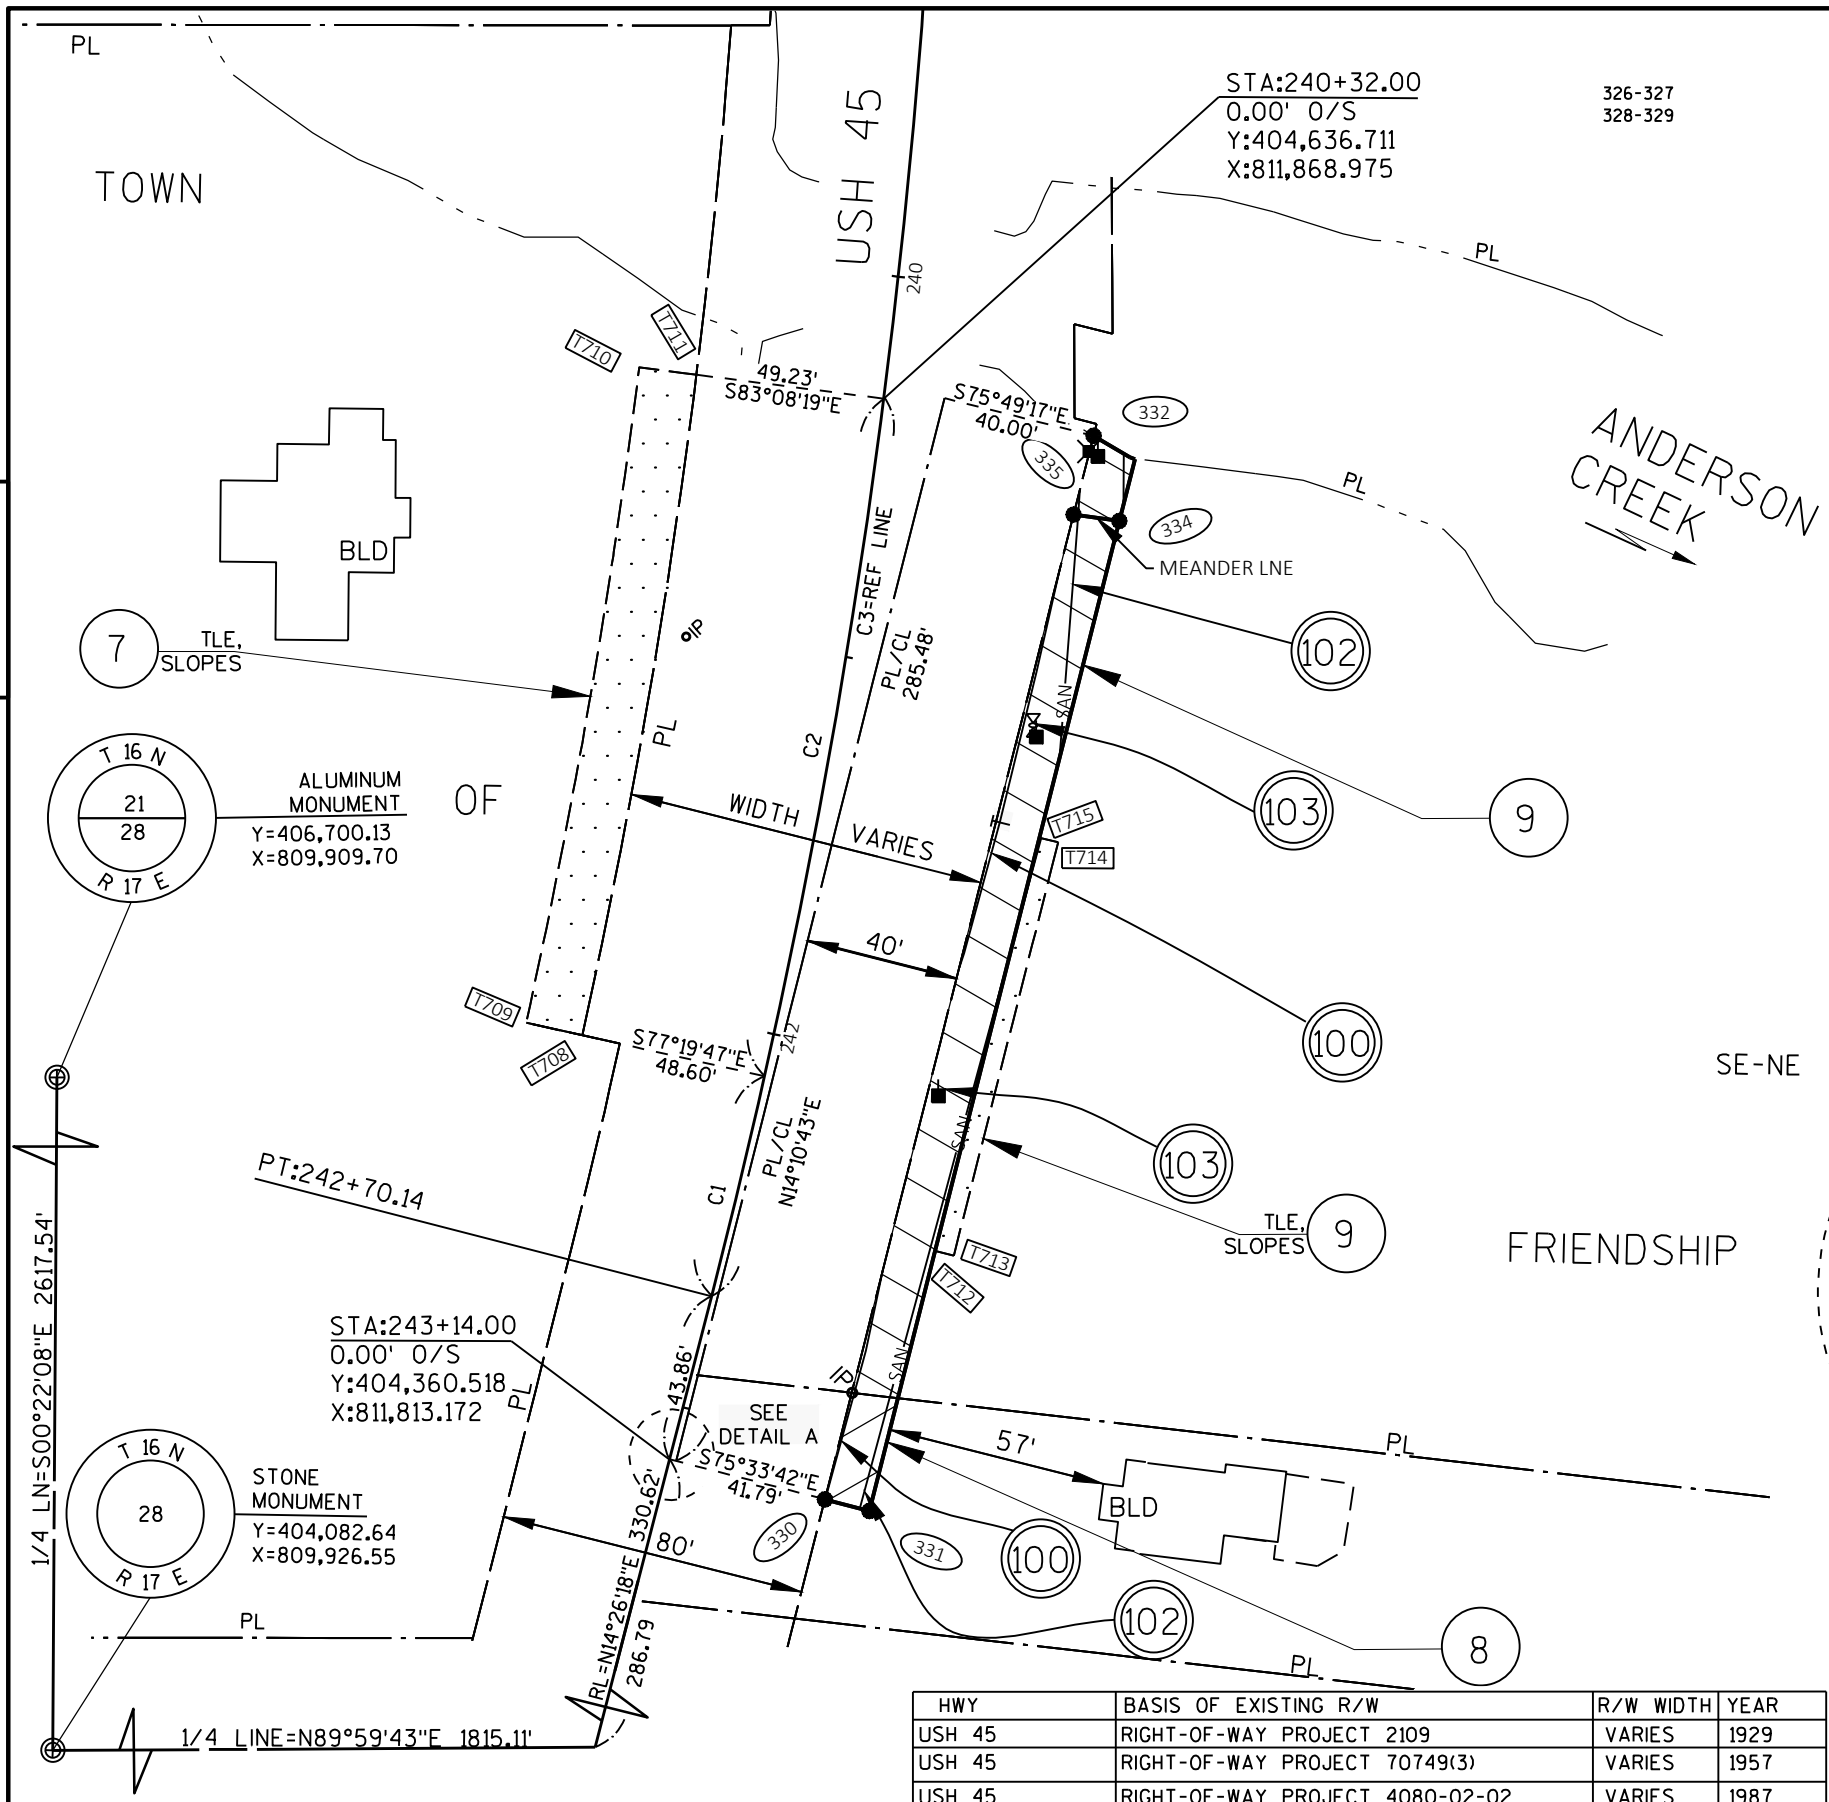 PL
USH 45
STA:240+32.00
0.00' O/S
Y:404,636.711
X:811,868.975
326-327
328-329
TOWN
PL
240
T711
T710
49.23'
S83°08'19"E
S75°49'17"E
40.00'
332
335
334
ANDERSON
CREEK
PL
BLD
C3=REF LINE
MEANDER LNE
102
7
TLE,
SLOPES
IP
PL/CL
285.48'
SAN
PL
C2
103
9
T 16 N
21
28
R 17 E
ALUMINUM
MONUMENT
Y=406,700.13
X=809,909.70
OF
WIDTH
VARIES
T
T715
T714
40'
100
T709
T708
S77°19'47"E
48.60'
242
SE-NE
PL/CL
N14°10'43"E
SAN
103
C1
PT:242+70.14
TLE,
SLOPES
9
FRIENDSHIP
T713
T712
1/4 LN=S00°22'08"E 2617.54'
STA:243+14.00
0.00' O/S
Y:404,360.518
X:811,813.172
PL
43.86'
IP
SAN
SEE
DETAIL A
S75°33'42"E
41.79'
57'
PL
BLD
T 16 N
28
R 17 E
STONE
MONUMENT
Y=404,082.64
X=809,926.55
80'
330
331
100
102
8
RL=N14°26'18"E 330.62'
286.79
PL
PL
1/4 LINE=N89°59'43"E 1815.11'
HWY BASIS OF EXISTING R/W R/W WIDTH YEAR
USH 45 RIGHT-OF-WAY PROJECT 2109 VARIES 1929
USH 45 RIGHT-OF-WAY PROJECT 70749(3) VARIES 1957
USH 45 RIGHT-OF-WAY PROJECT 4080-02-02 VARIES 1987